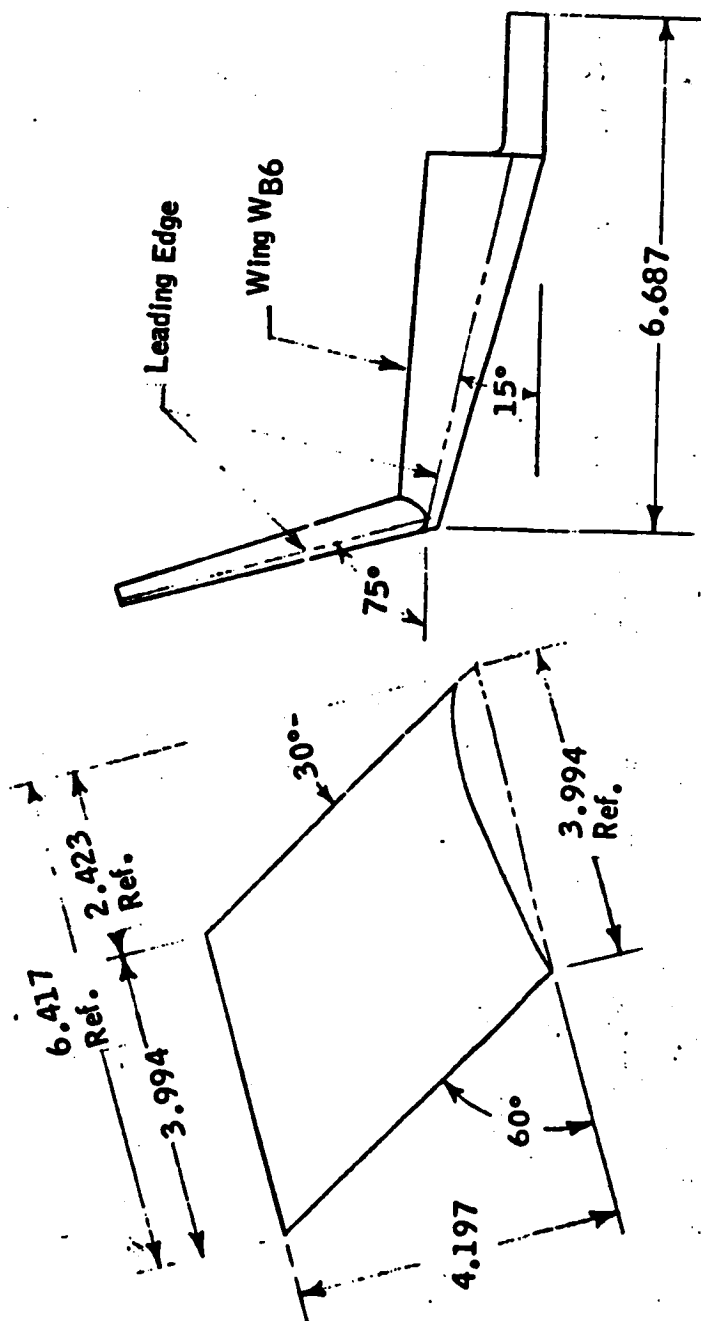 Leading Edge
Wing WB6
75°
15°
6.687
6.417
Ref.
2.423
Ref.
3.994
30°
3.994
Ref.
60°
4.197